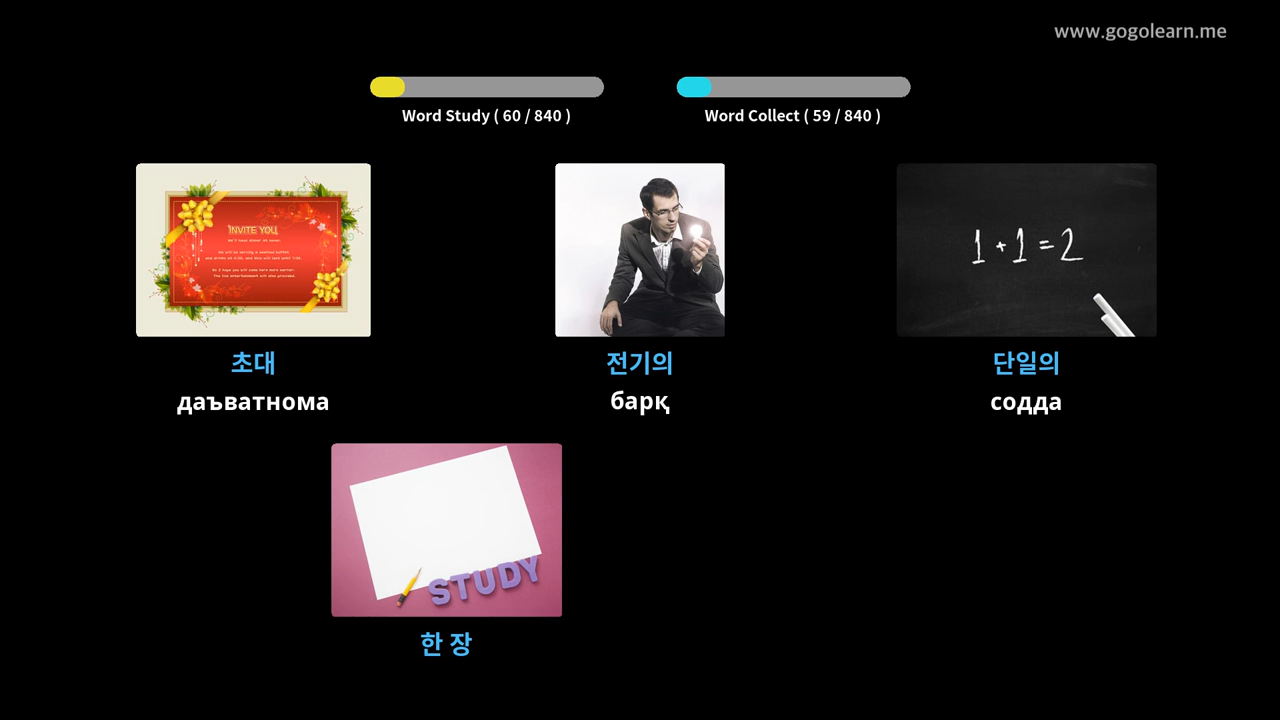 www.gogolearn.me
Word Study ( 60 / 840 )
Word Collect ( 59 / 840 )
INVITE YOU
1 + 1 = 2
초대
전기의
단일의
даъватнома
барқ
содда
STUDY
한 장